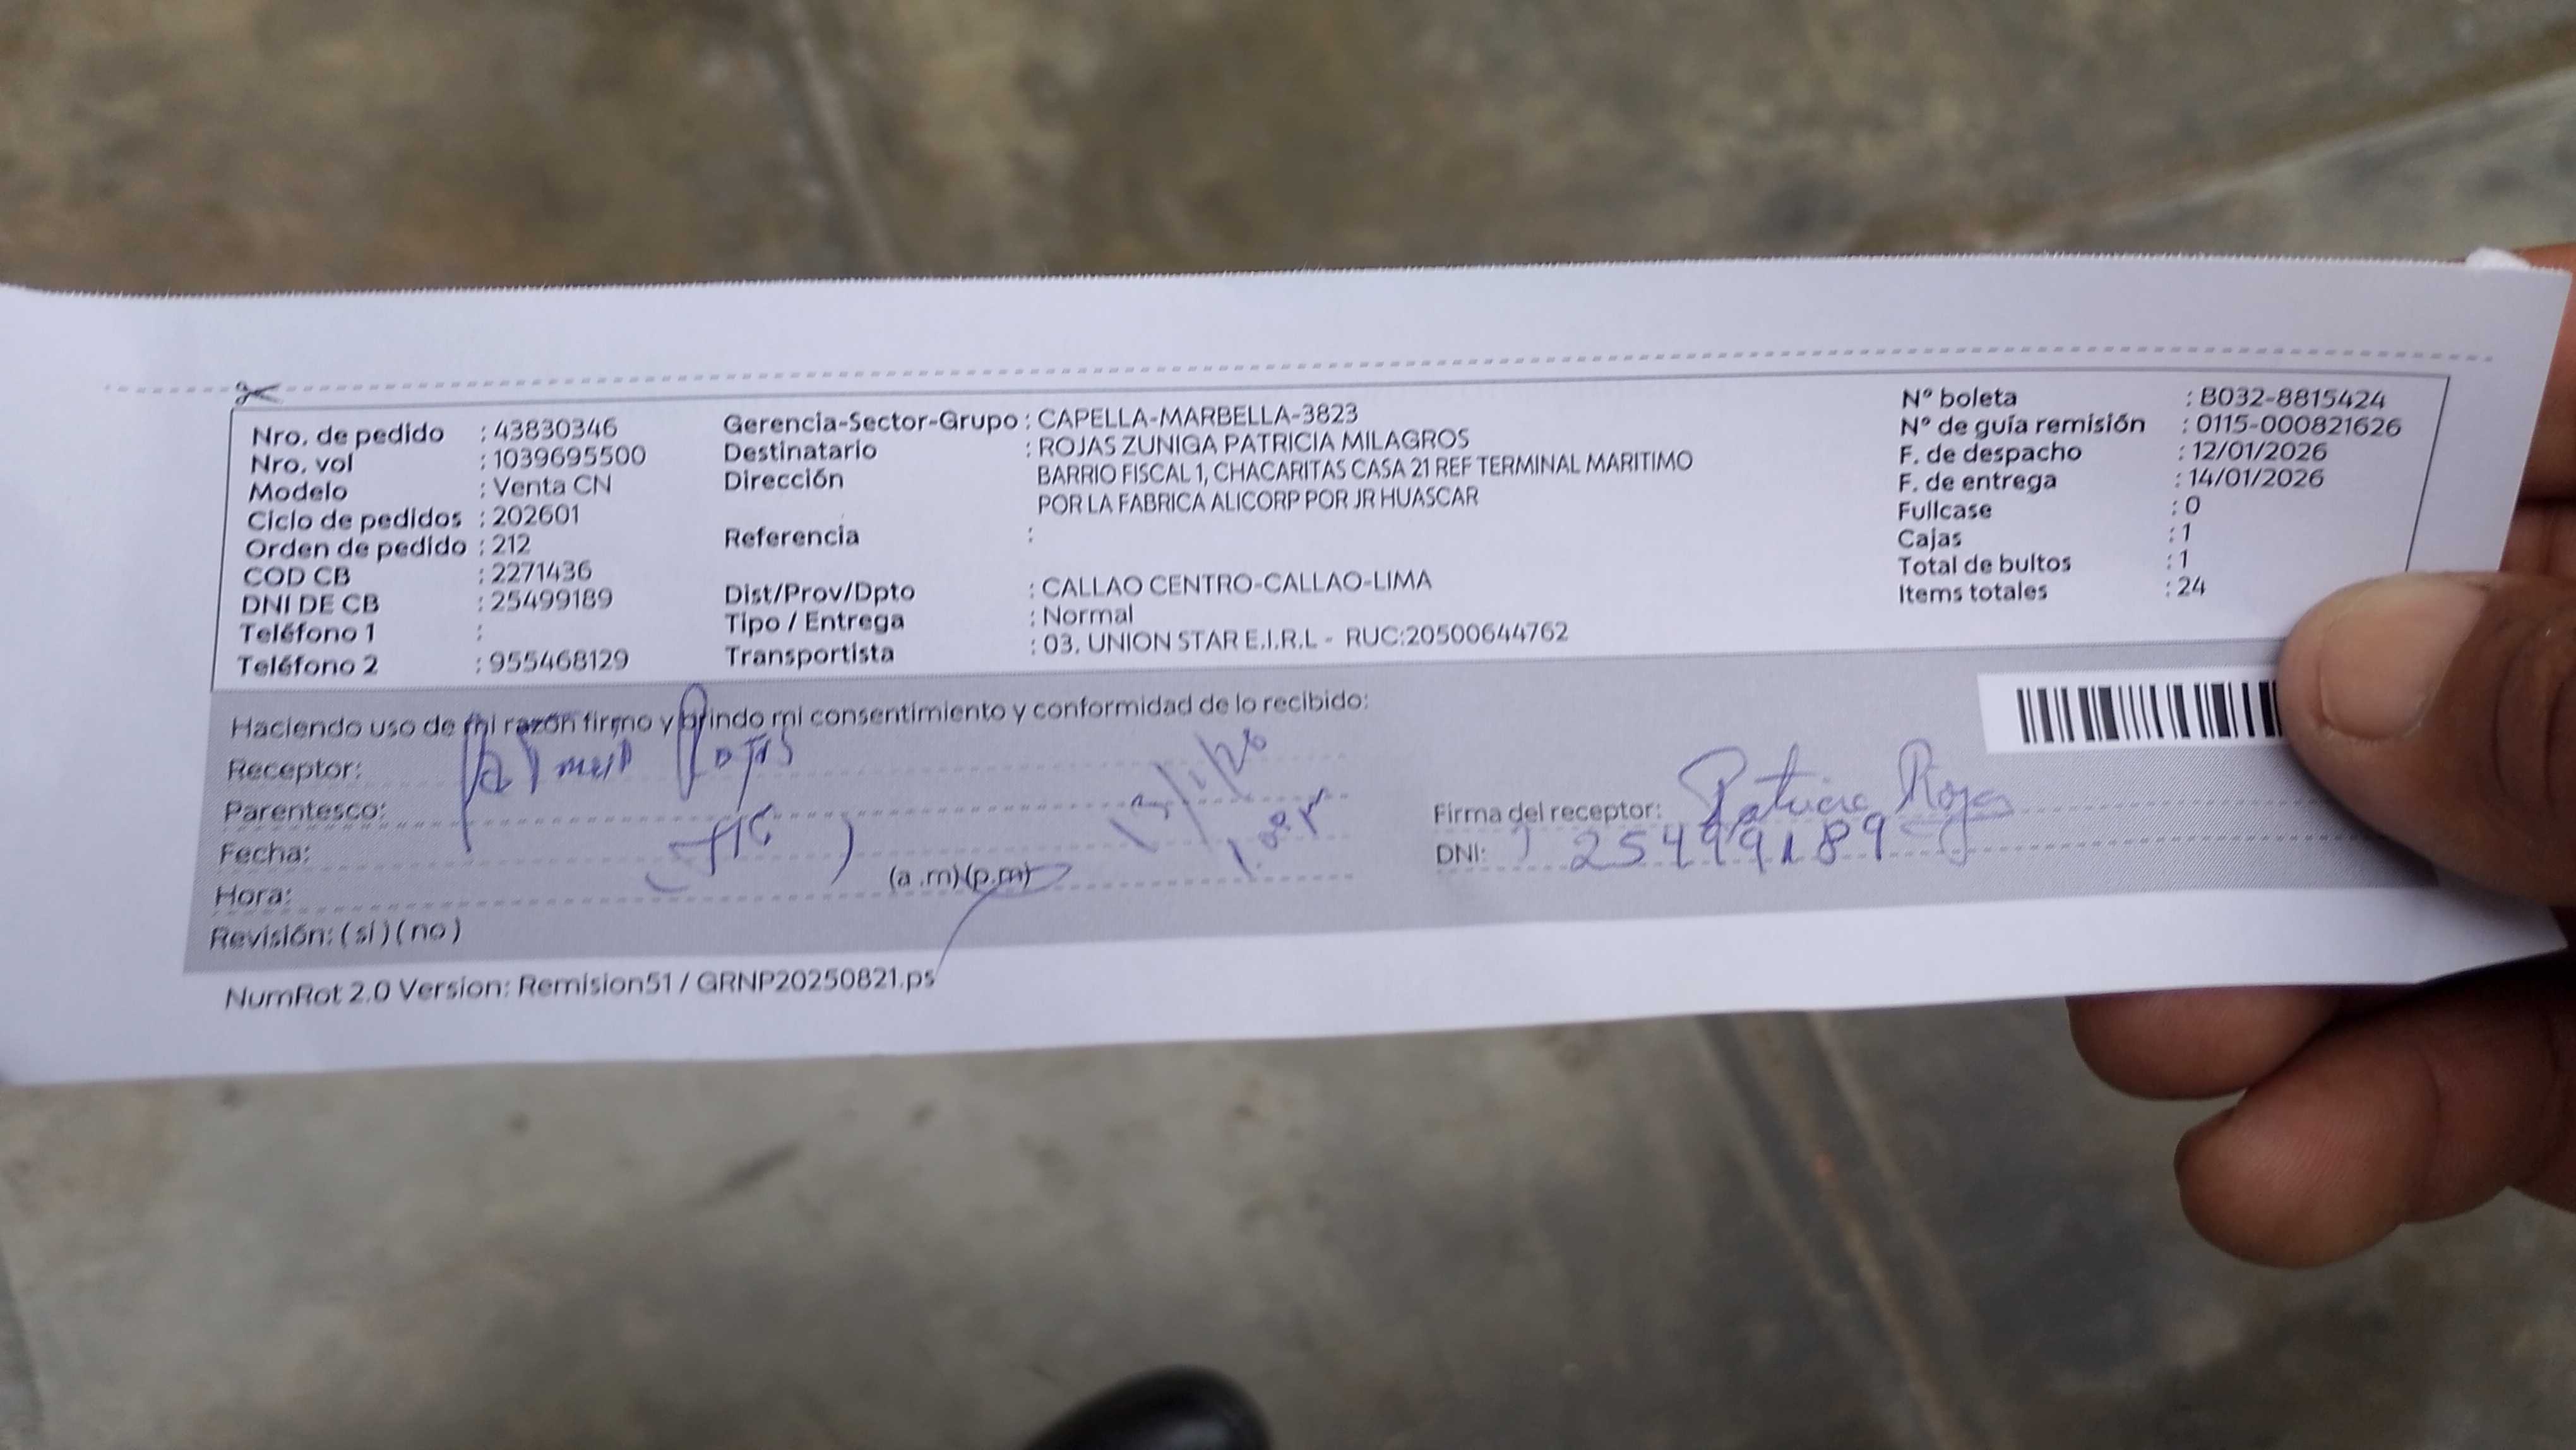 Nro. de pedido : 43830346
Nro. vol : 1039695500
Modelo : Venta CN
Ciclo de pedidos : 202601
Orden de pedido : 212
COD CB : 2271436
DNI DE CB : 25499189
Teléfono 1 :
Teléfono 2 : 955468129
Gerencia-Sector-Grupo : CAPELLA-MARBELLA-3823
Destinatario : ROJAS ZUNIGA PATRICIA MILAGROS
Dirección BARRIO FISCAL 1, CHACARITAS CASA 21 REF TERMINAL MARITIMO
POR LA FABRICA ALICORP POR JR HUASCAR
Referencia :
Dist/Prov/Dpto : CALLAO CENTRO-CALLAO-LIMA
Tipo / Entrega : Normal
Transportista : 03. UNION STAR E.I.R.L - RUC:20500644762
N° boleta : B032-8815424
N° de guía remisión : 0115-000821626
F. de despacho : 12/01/2026
F. de entrega : 14/01/2026
Fullcase : 0
Cajas : 1
Total de bultos : 1
Items totales : 24
Haciendo uso de mi razón firmo y brindo mi consentimiento y conformidad de lo recibido:
Receptor: Rojas
Parentesco:
Fecha: 13/1/26
Hora: (a .m)(p.m)
Revisión: ( si ) ( no )
Firma del receptor: Patricia Rojas
DNI: 25499189
NumRot 2.0 Version: Remision51 / GRNP20250821.ps